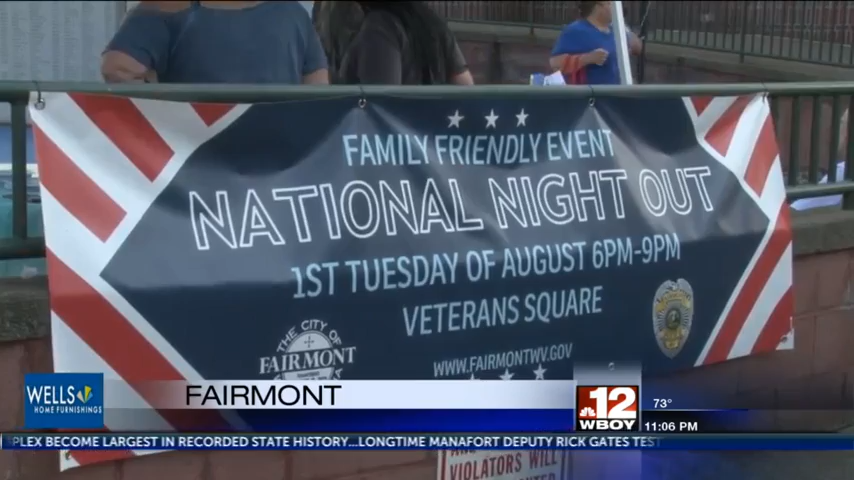 FAMILY FRIENDLY EVENT
NATIONAL NIGHT OUT
1ST TUESDAY OF AUGUST 6PM-9PM
VETERANS SQUARE
THE CITY OF
FAIRMONT
WWW.FAIRMONTWV.GOV
WELLS
HOME FURNISHINGS
FAIRMONT
12
WBOY
73°
11:06 PM
PLEX BECOME LARGEST IN RECORDED STATE HISTORY...LONGTIME MANAFORT DEPUTY RICK GATES TEST
VIOLATORS WILL